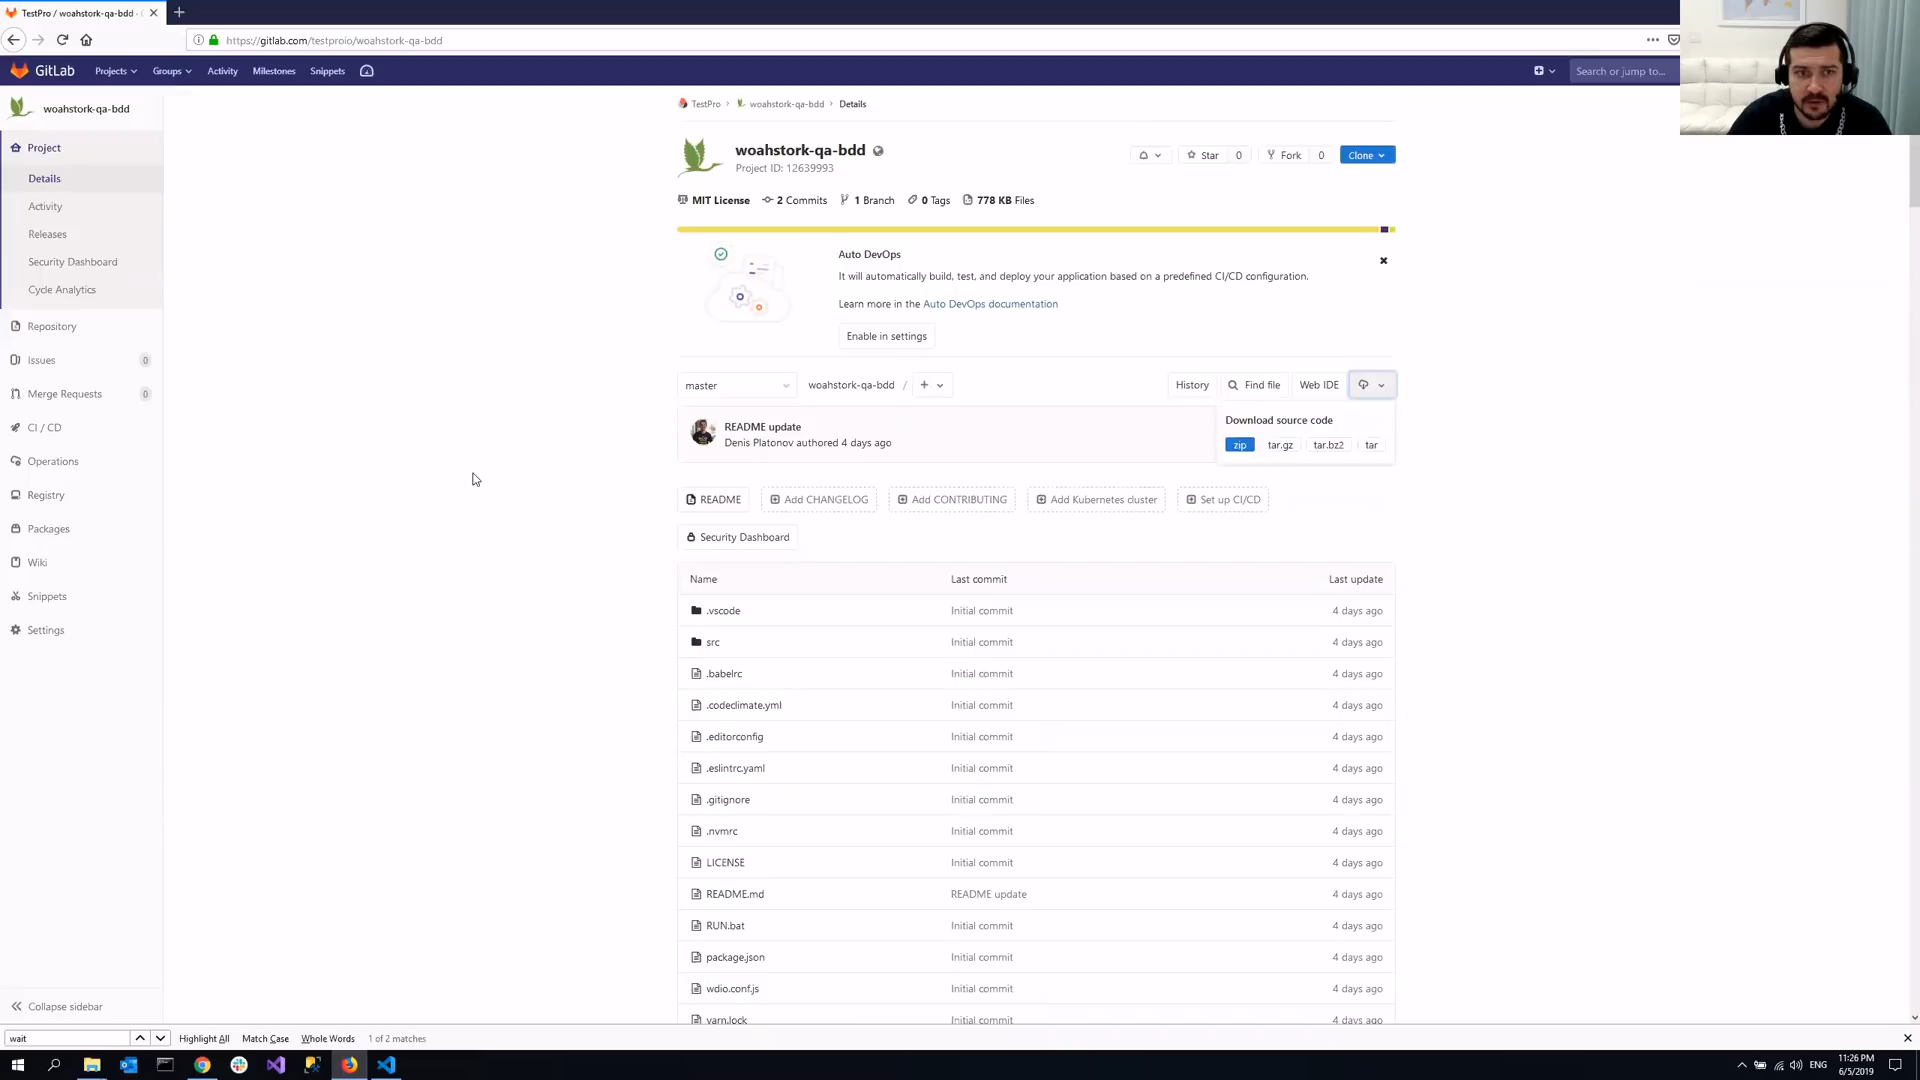 TestPro / woahstork-qa-bdd ·
https://gitlab.com/testproio/woahstork-qa-bdd
GitLab Projects Groups Activity Milestones Snippets Search or jump to...
woahstork-qa-bdd
Project
Details
Activity
Releases
Security Dashboard
Cycle Analytics
Repository
Issues 0
Merge Requests 0
CI / CD
Operations
Registry
Packages
Wiki
Snippets
Settings
Collapse sidebar
TestPro › woahstork-qa-bdd › Details
woahstork-qa-bdd
Project ID: 12639993
Star 0 Fork 0 Clone
MIT License 2 Commits 1 Branch 0 Tags 778 KB Files
Auto DevOps
It will automatically build, test, and deploy your application based on a predefined CI/CD configuration.
Learn more in the Auto DevOps documentation
Enable in settings
master woahstork-qa-bdd / + History Find file Web IDE
README update
Denis Platonov authored 4 days ago
Download source code
zip tar.gz tar.bz2 tar
README Add CHANGELOG Add CONTRIBUTING Add Kubernetes cluster Set up CI/CD
Security Dashboard
Name Last commit Last update
.vscode Initial commit 4 days ago
src Initial commit 4 days ago
.babelrc Initial commit 4 days ago
.codeclimate.yml Initial commit 4 days ago
.editorconfig Initial commit 4 days ago
.eslintrc.yaml Initial commit 4 days ago
.gitignore Initial commit 4 days ago
.nvmrc Initial commit 4 days ago
LICENSE Initial commit 4 days ago
README.md README update 4 days ago
RUN.bat Initial commit 4 days ago
package.json Initial commit 4 days ago
wdio.conf.js Initial commit 4 days ago
yarn.lock Initial commit 4 days ago
wait Highlight All Match Case Whole Words 1 of 2 matches
ENG 11:26 PM
6/5/2019